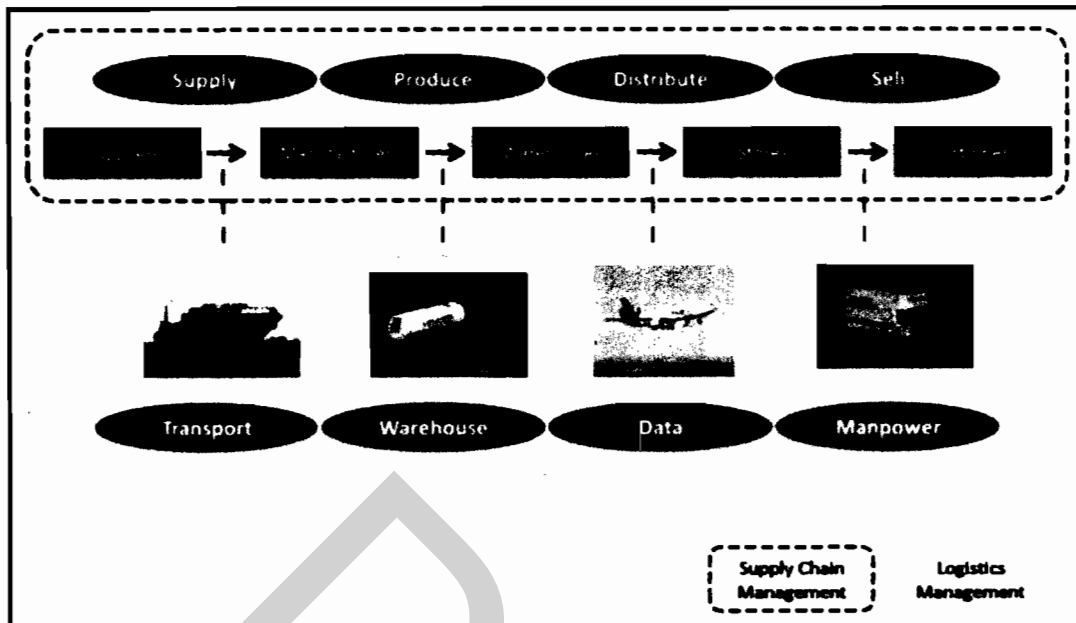 Supply
Produce
Distribute
Sell
Transport
Warehouse
Data
Manpower
Supply Chain
Management
Logistics
Management